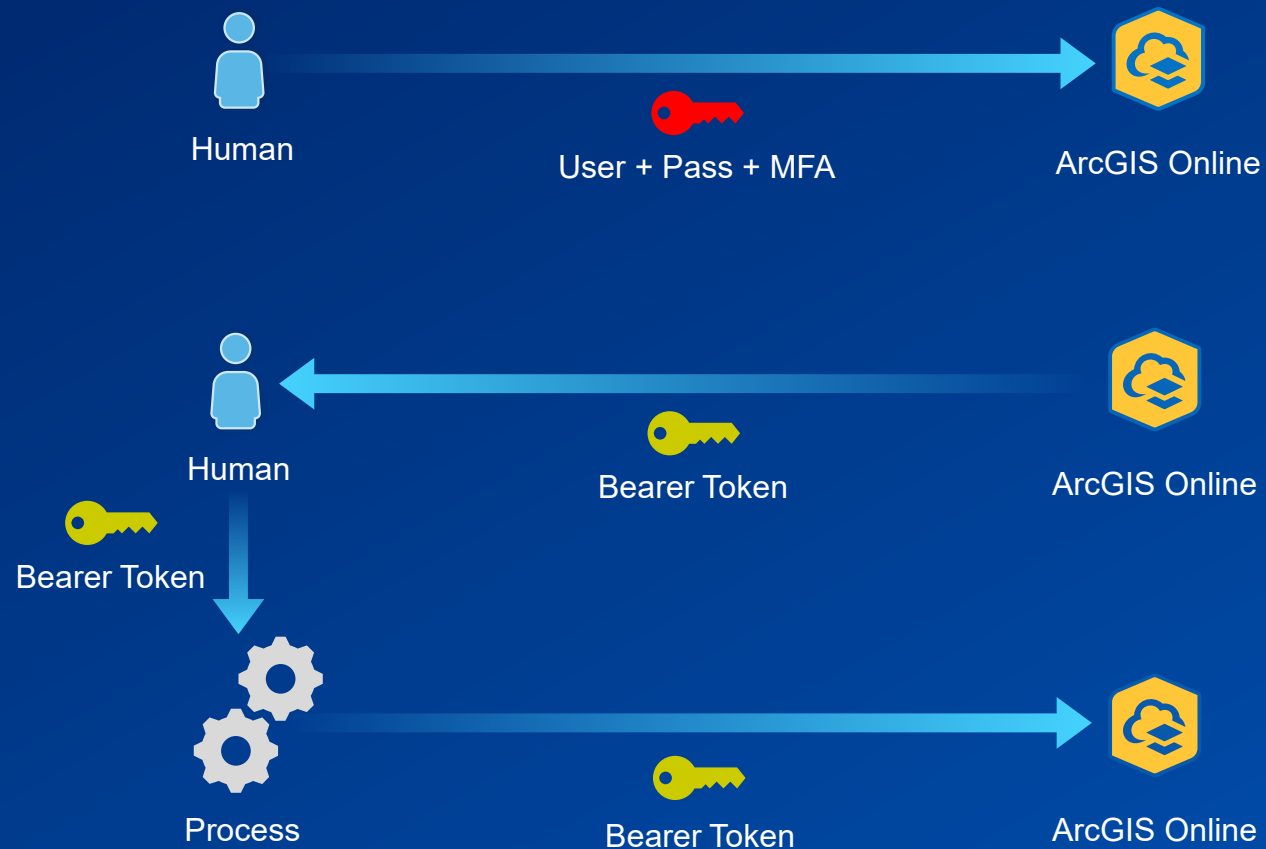 Human
User + Pass + MFA
ArcGIS Online
Human
Bearer Token
ArcGIS Online
Bearer Token
Process
Bearer Token
ArcGIS Online